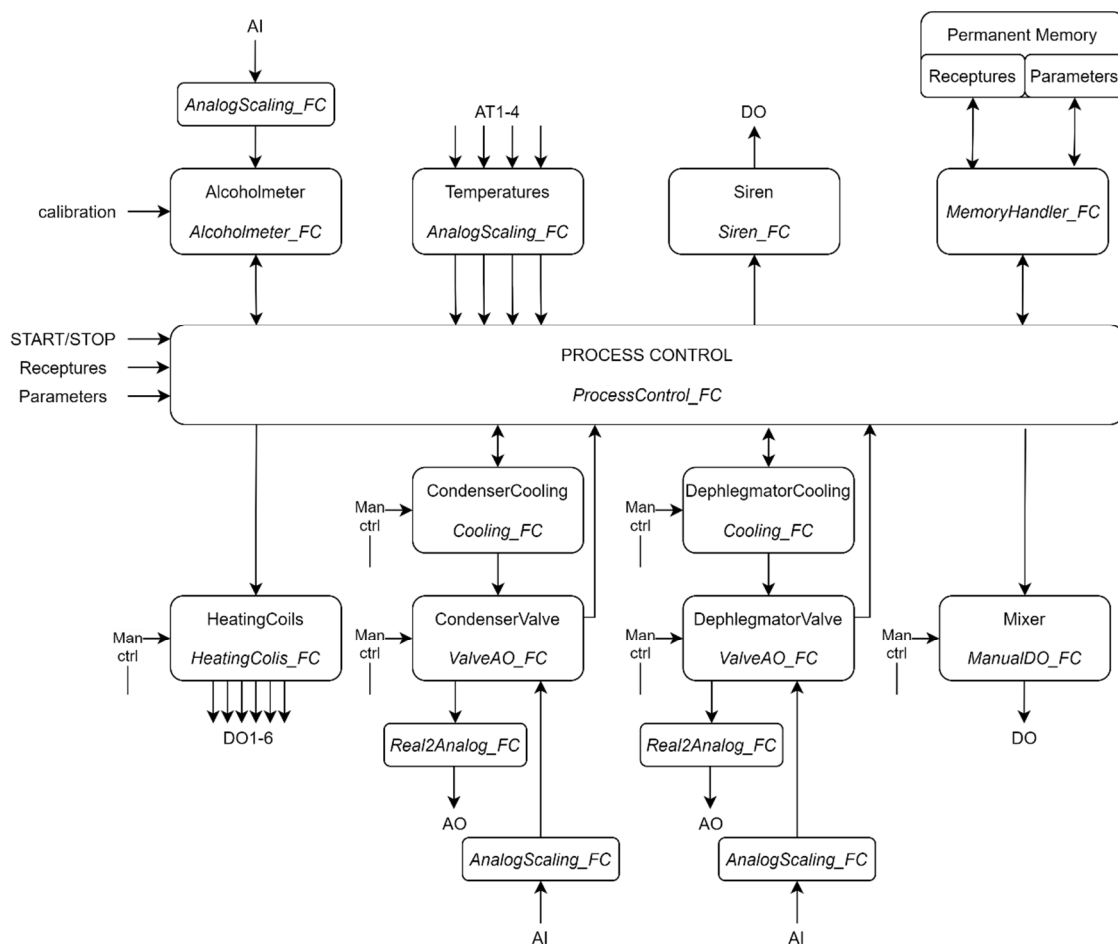 AI
AnalogScaling_FC
Permanent Memory
Receptures
Parameters
AT1-4
DO
calibration
Alcoholmeter
Alcoholmeter_FC
Temperatures
AnalogScaling_FC
Siren
Siren_FC
MemoryHandler_FC
START/STOP
Receptures
Parameters
PROCESS CONTROL
ProcessControl_FC
Man
ctrl
CondenserCooling
Cooling_FC
Man
ctrl
DephlegmatorCooling
Cooling_FC
Man
ctrl
HeatingCoils
HeatingColis_FC
Man
ctrl
CondenserValve
ValveAO_FC
Man
ctrl
DephlegmatorValve
ValveAO_FC
Man
ctrl
Mixer
ManualDO_FC
DO1-6
Real2Analog_FC
Real2Analog_FC
DO
AO
AO
AnalogScaling_FC
AnalogScaling_FC
AI
AI